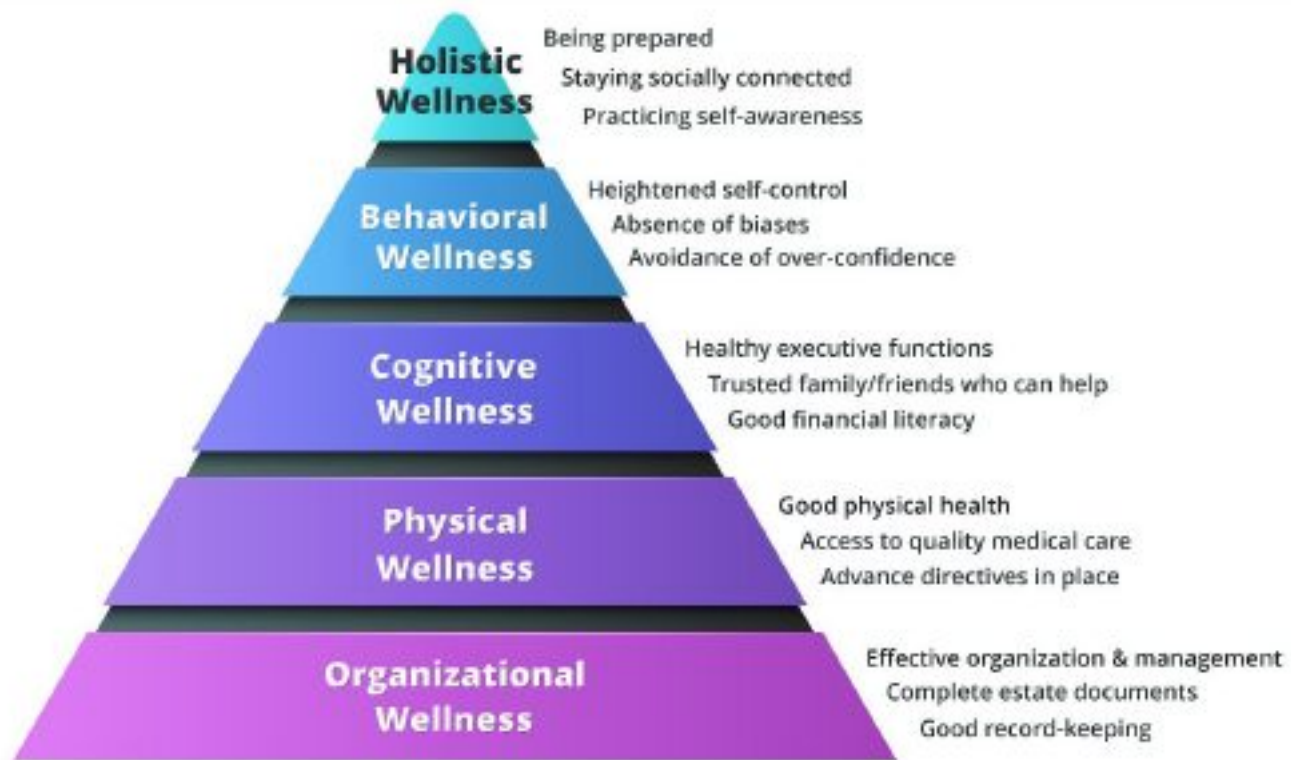 Holistic
Wellness
Being prepared
Staying socially connected
Practicing self-awareness
Behavioral
Wellness
Heightened self-control
Absence of biases
Avoidance of over-confidence
Cognitive
Wellness
Healthy executive functions
Trusted family/friends who can help
Good financial literacy
Physical
Wellness
Good physical health
Access to quality medical care
Advance directives in place
Organizational
Wellness
Effective organization & management
Complete estate documents
Good record-keeping